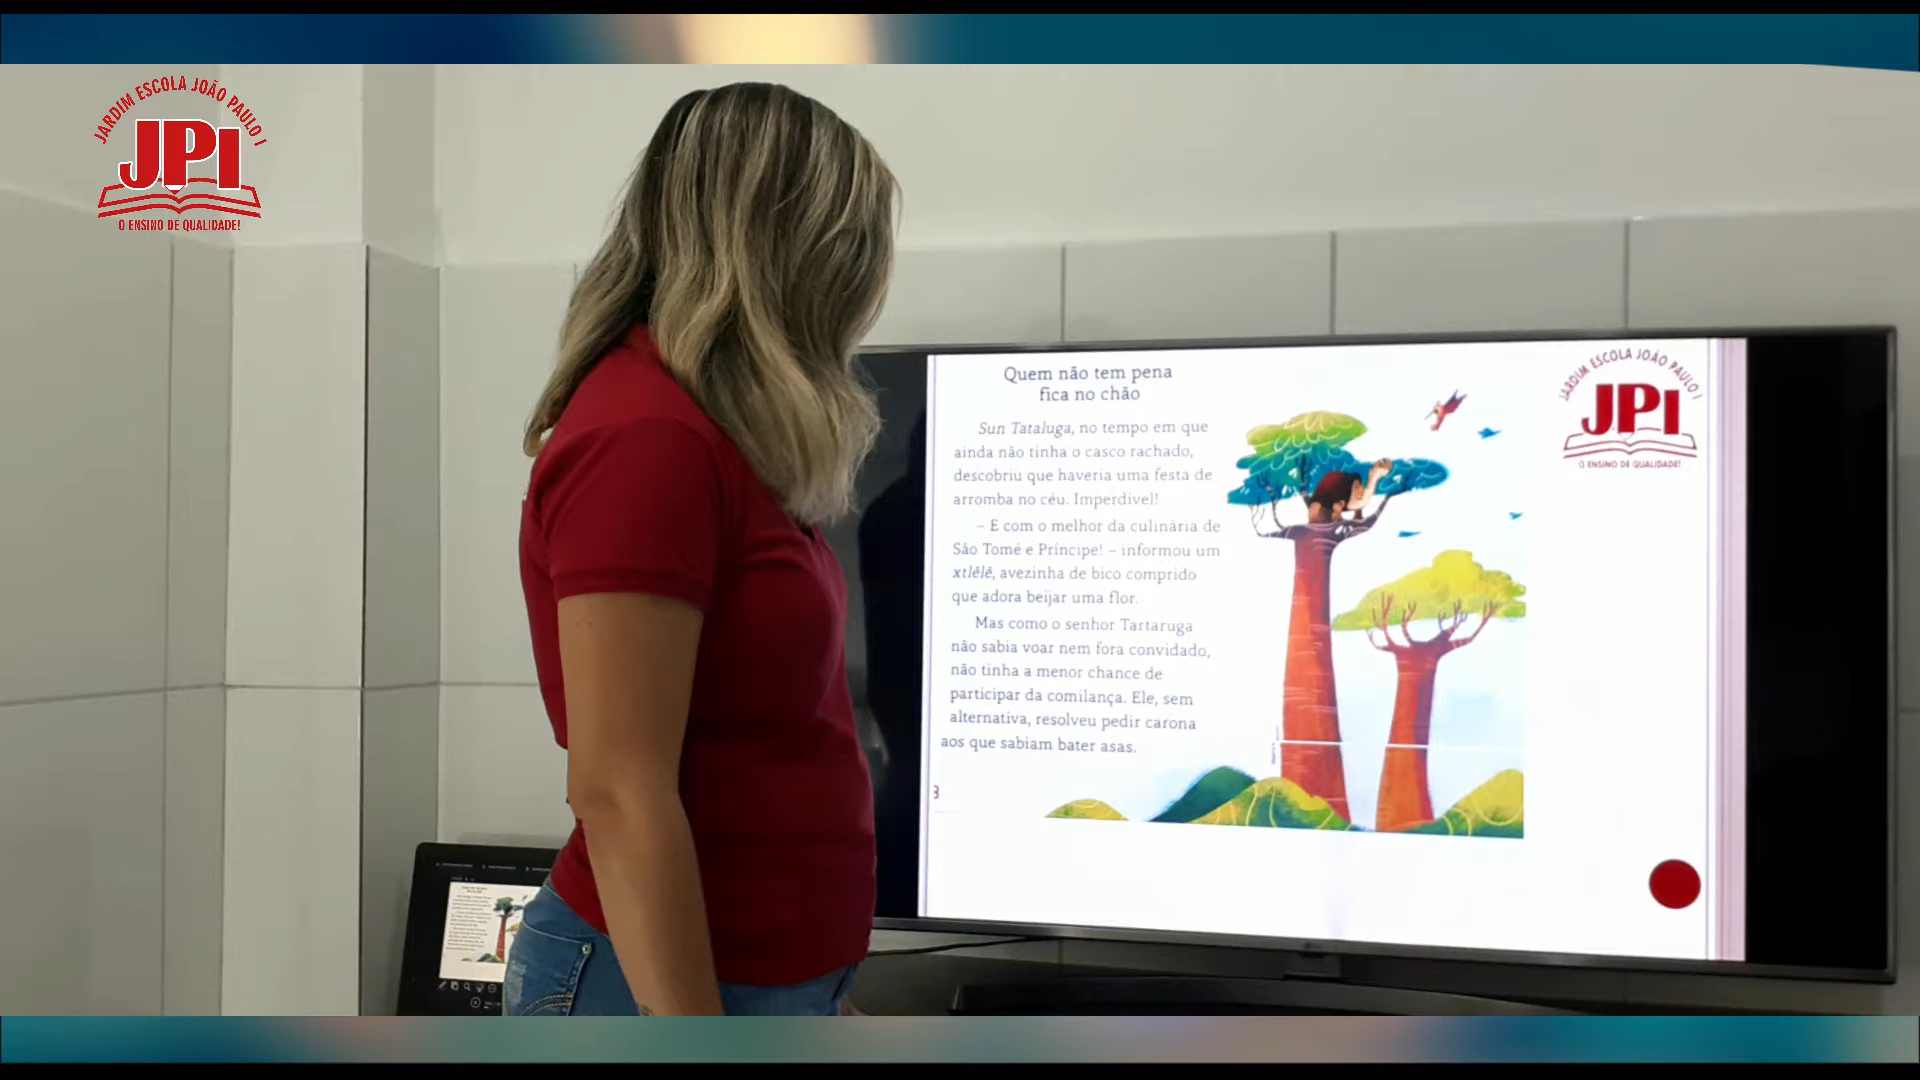 JARDIM ESCOLA JOÃO PAULO I
JPI
O ENSINO DE QUALIDADE!
Quem não tem pena
fica no chão
Sun Tataluga, no tempo em que
ainda não tinha o casco rachado,
descobriu que haveria uma festa de
arromba no céu. Imperdível!
– E com o melhor da culinária de
São Tomé e Príncipe! – informou um
xtlêlê, avezinha de bico comprido
que adora beijar uma flor.
Mas como o senhor Tartaruga
não sabia voar nem fora convidado,
não tinha a menor chance de
participar da comilança. Ele, sem
alternativa, resolveu pedir carona
aos que sabiam bater asas.
JARDIM ESCOLA JOÃO PAULO I
JPI
O ENSINO DE QUALIDADE!